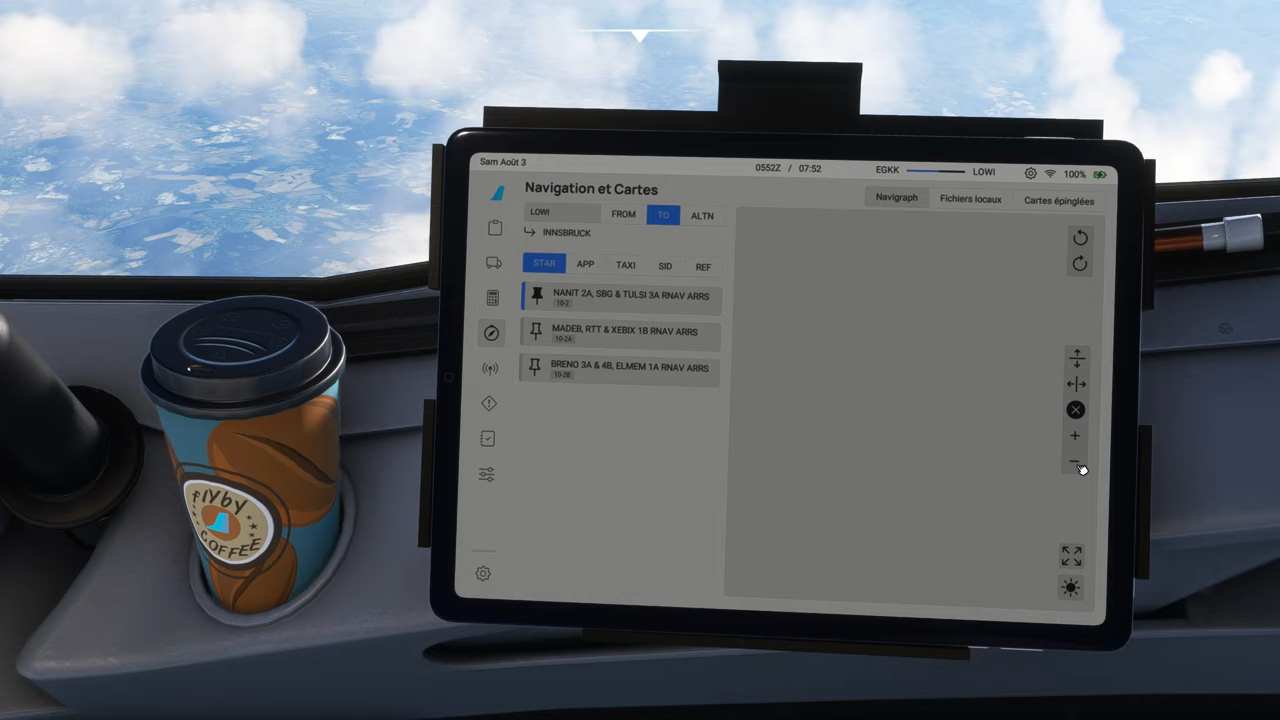 Sam Août 3
0552Z / 07:52
EGKK
LOWI
100%
Navigation et Cartes
Navigraph
Fichiers locaux
Cartes épinglées
LOWI
FROM
TO
ALTN
INNSBRUCK
STAR
APP
TAXI
SID
REF
NANIT 2A, SBG & TULSI 3A RNAV ARRS
10-2
MADEB, RTT & XEBIX 1B RNAV ARRS
10-2A
BRENO 3A & 4B, ELMEM 1A RNAV ARRS
10-2B
flyby
COFFEE